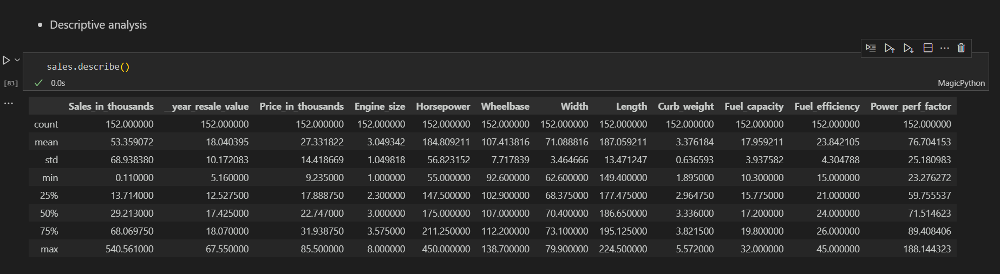 • Descriptive analysis
sales.describe()
[83]
0.0s
MagicPython
Sales_in_thousands __year_resale_value Price_in_thousands Engine_size Horsepower Wheelbase Width Length Curb_weight Fuel_capacity Fuel_efficiency Power_perf_factor
count 152.000000 152.000000 152.000000 152.000000 152.000000 152.000000 152.000000 152.000000 152.000000 152.000000 152.000000 152.000000
mean 53.359072 18.040395 27.331822 3.049342 184.809211 107.413816 71.088816 187.059211 3.376184 17.959211 23.842105 76.704153
std 68.938380 10.172083 14.418669 1.049818 56.823152 7.717839 3.464666 13.471247 0.636593 3.937582 4.304788 25.180983
min 0.110000 5.160000 9.235000 1.000000 55.000000 92.600000 62.600000 149.400000 1.895000 10.300000 15.000000 23.276272
25% 13.714000 12.527500 17.888750 2.300000 147.500000 102.900000 68.375000 177.475000 2.964750 15.775000 21.000000 59.755537
50% 29.213000 17.425000 22.747000 3.000000 175.000000 107.000000 70.400000 186.650000 3.336000 17.200000 24.000000 71.514623
75% 68.069750 18.070000 31.938750 3.575000 211.250000 112.200000 73.100000 195.125000 3.821500 19.800000 26.000000 89.408406
max 540.561000 67.550000 85.500000 8.000000 450.000000 138.700000 79.900000 224.500000 5.572000 32.000000 45.000000 188.144323